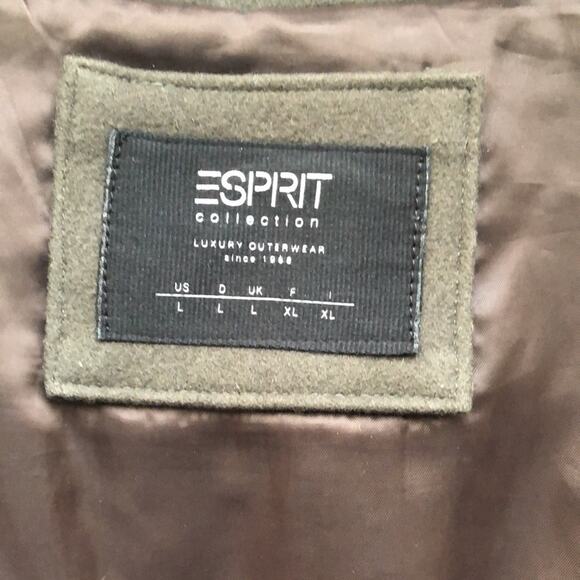 ESPRIT
collection
LUXURY OUTERWEAR
since 1968
US D UK F I
L L L XL XL